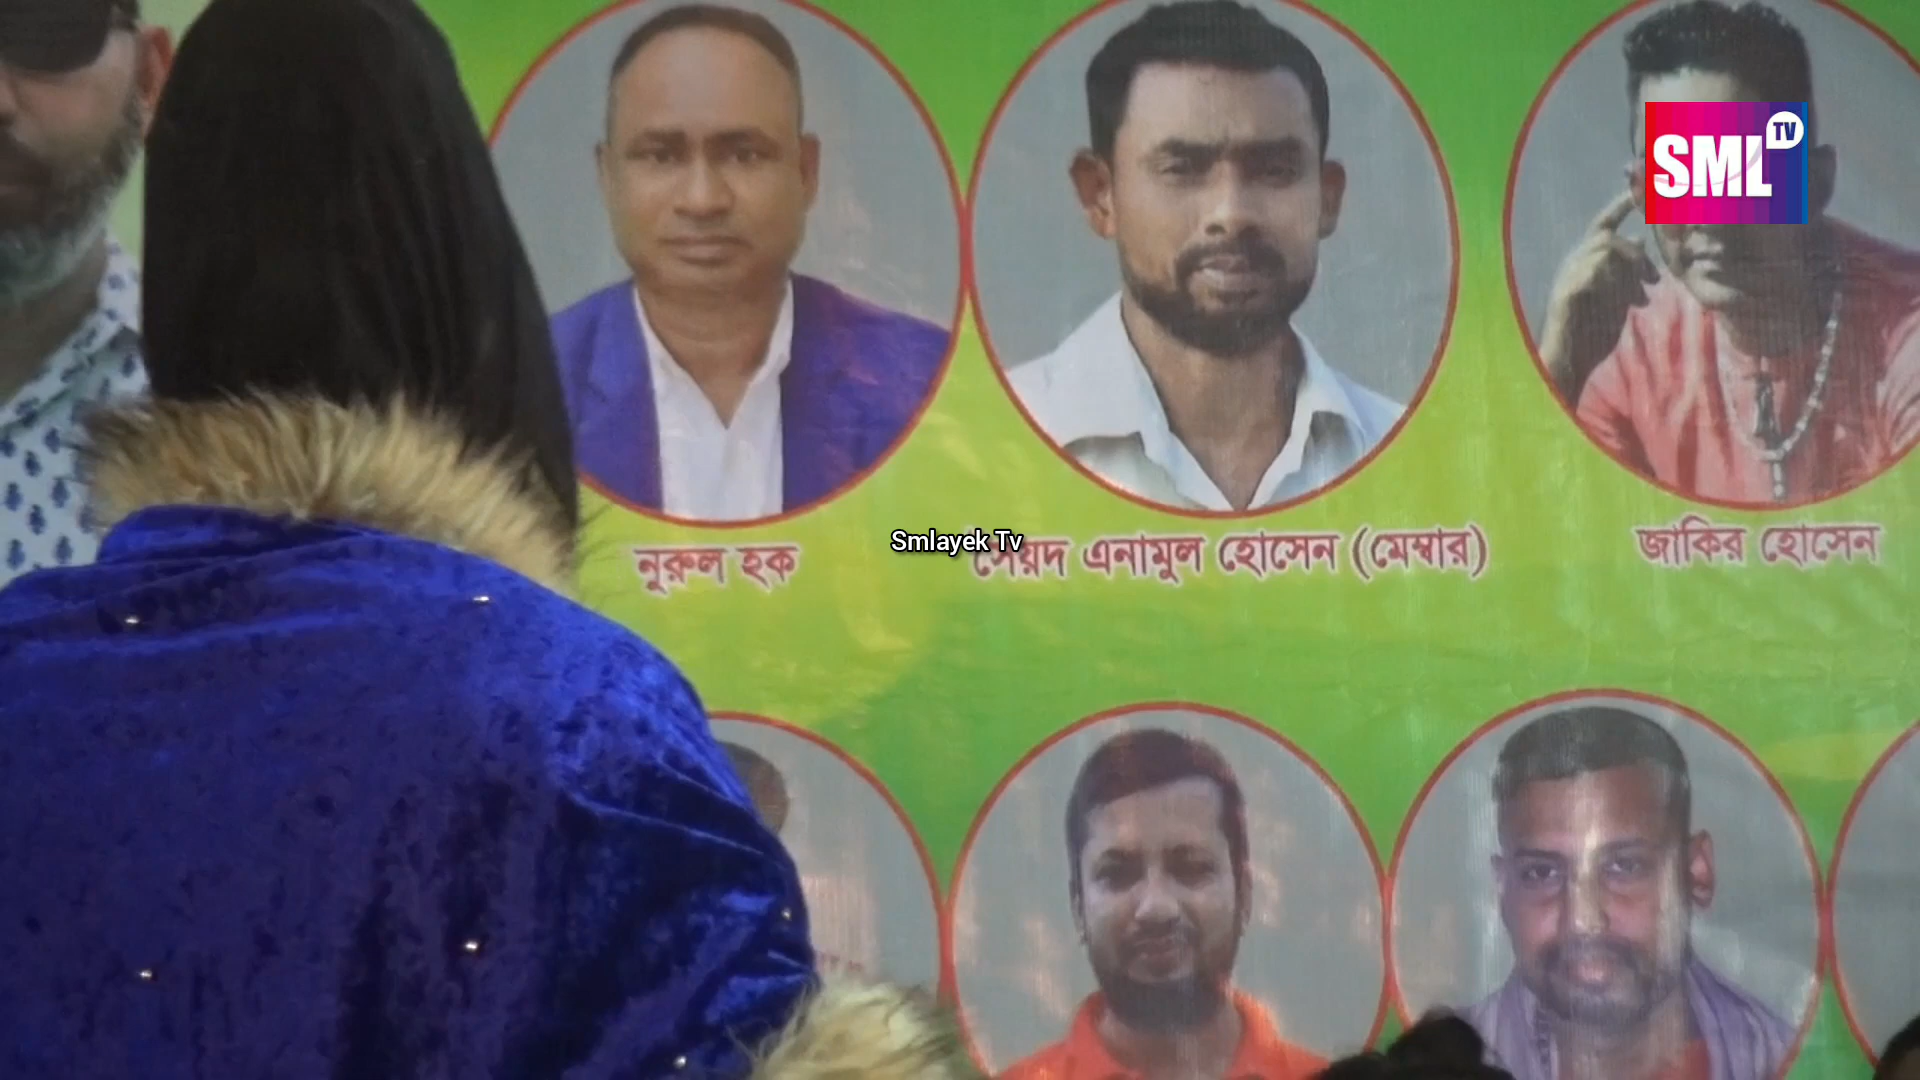 SML TV
নুরুল হক
Smlayek Tv
সৈয়দ এনামুল হোসেন (মেম্বার)
জাকির হোসেন